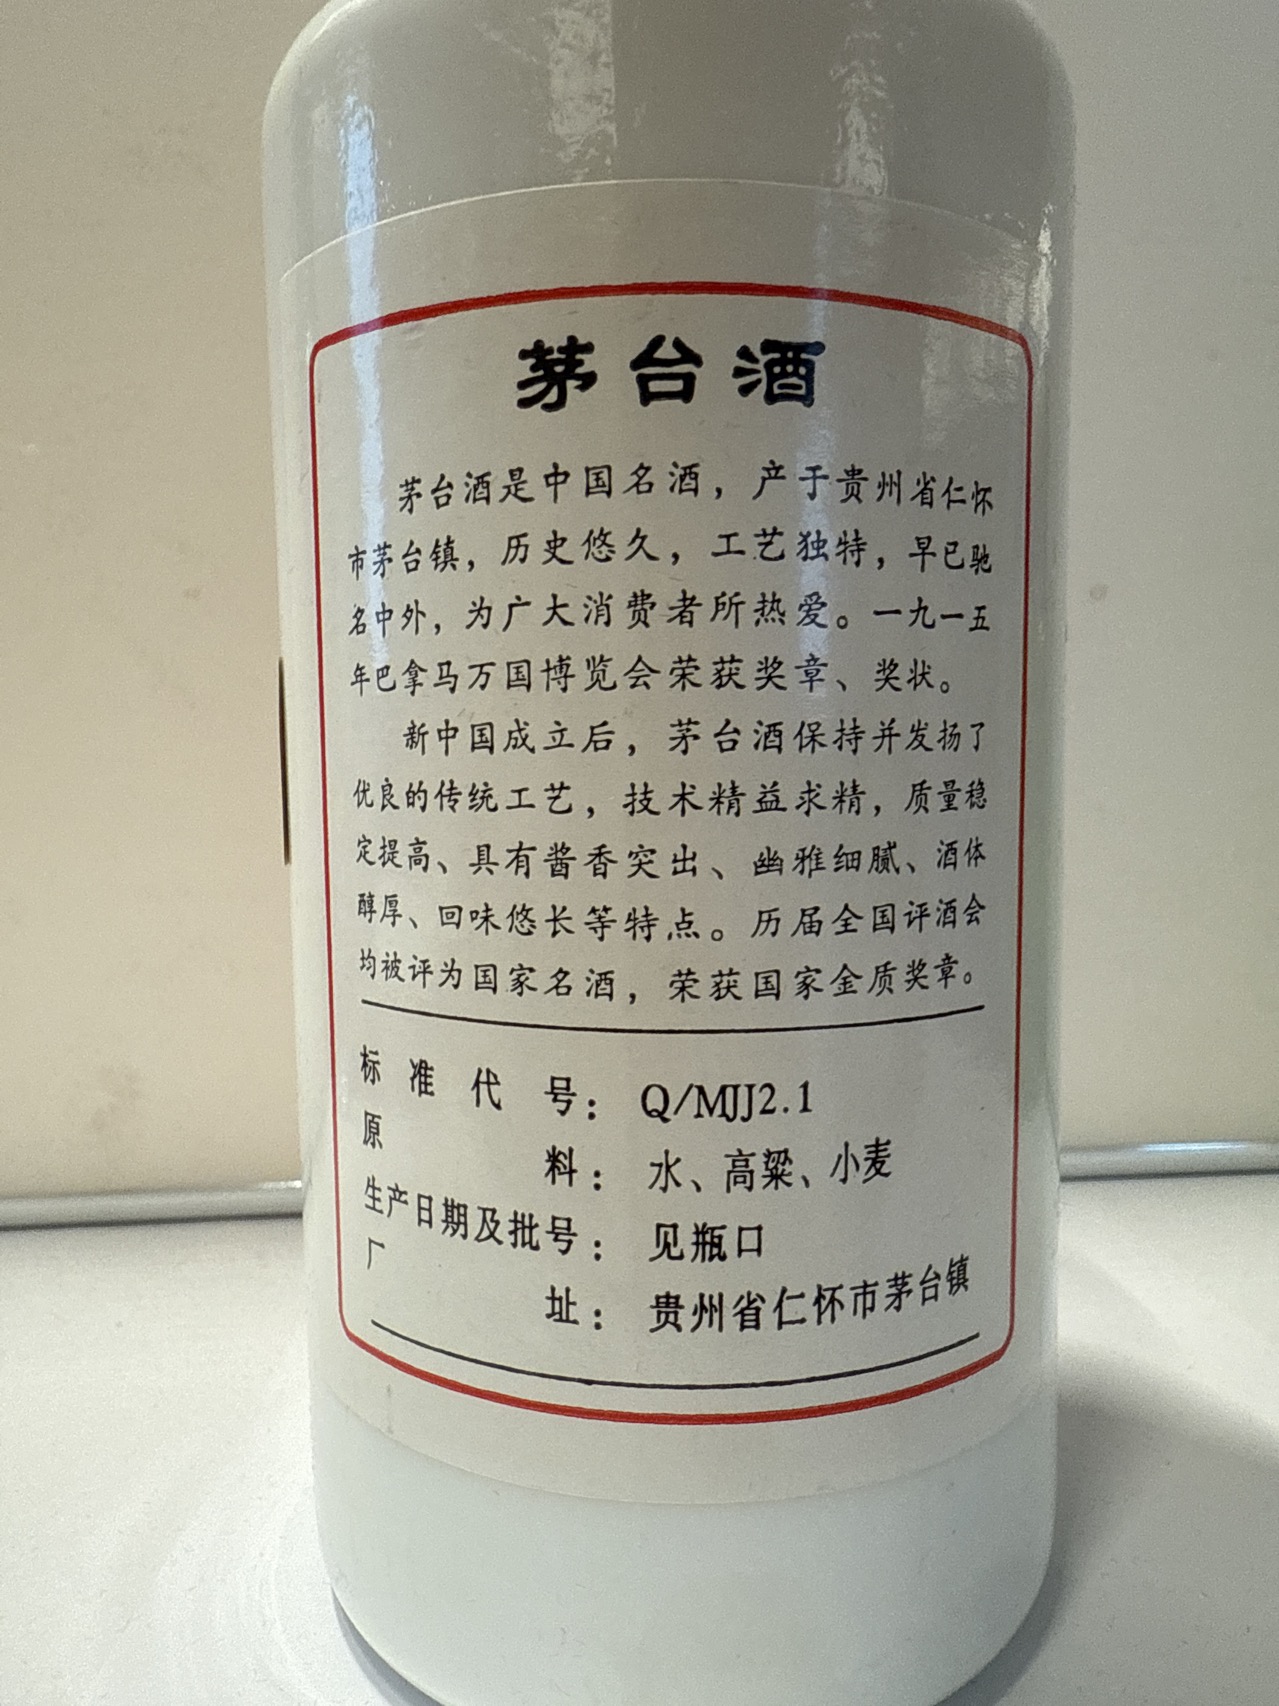 茅台酒
茅台酒是中国名酒，产于贵州省仁怀
市茅台镇，历史悠久，工艺独特，早已驰
名中外，为广大消费者所热爱。一九一五
年巴拿马万国博览会荣获奖章、奖状。
新中国成立后，茅台酒保持并发扬了
优良的传统工艺，技术精益求精，质量稳
定提高、具有酱香突出、幽雅细腻、酒体
醇厚、回味悠长等特点。历届全国评酒会
均被评为国家名酒，荣获国家金质奖章。
标准代号：Q/MJJ2.1
原料：水、高粱、小麦
生产日期及批号：见瓶口
厂址：贵州省仁怀市茅台镇